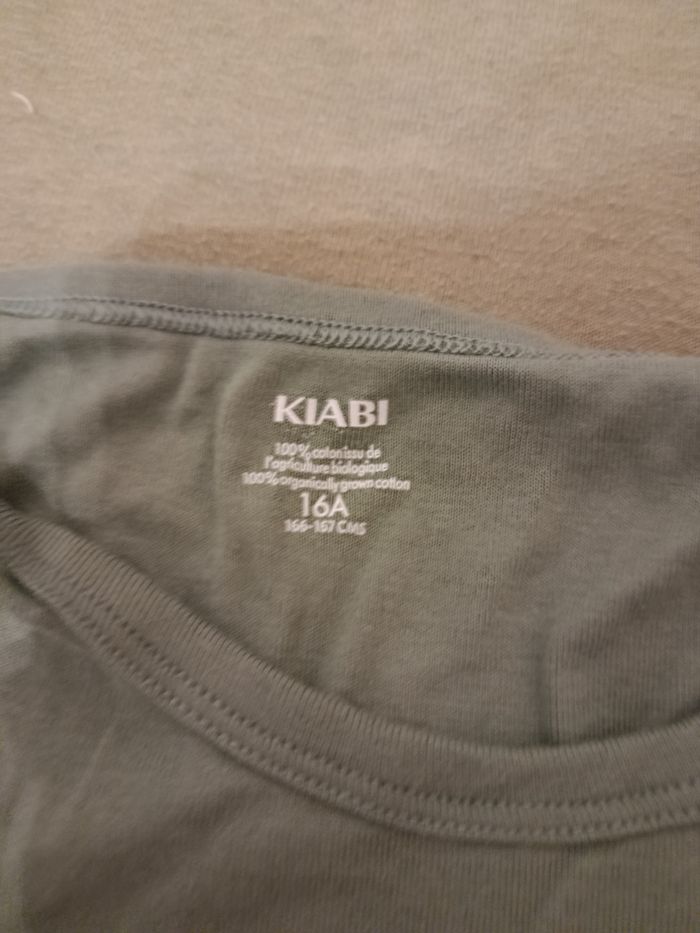 KIABI
100% coton issu de
l'agriculture biologique
100% organically grown cotton
16A
166-167 CMS